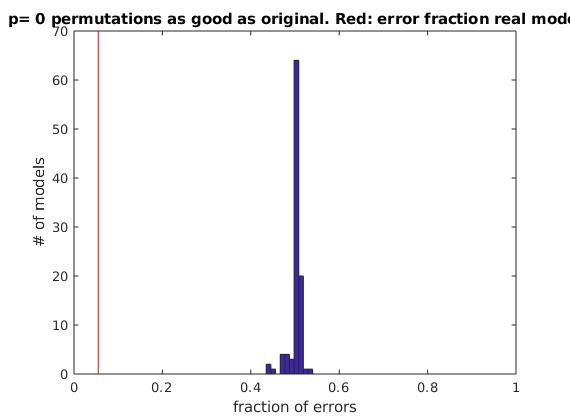 p= 0 permutations as good as original. Red: error fraction real mode
70
60
50
40
30
20
10
0
# of models
0 0.2 0.4 0.6 0.8 1
fraction of errors